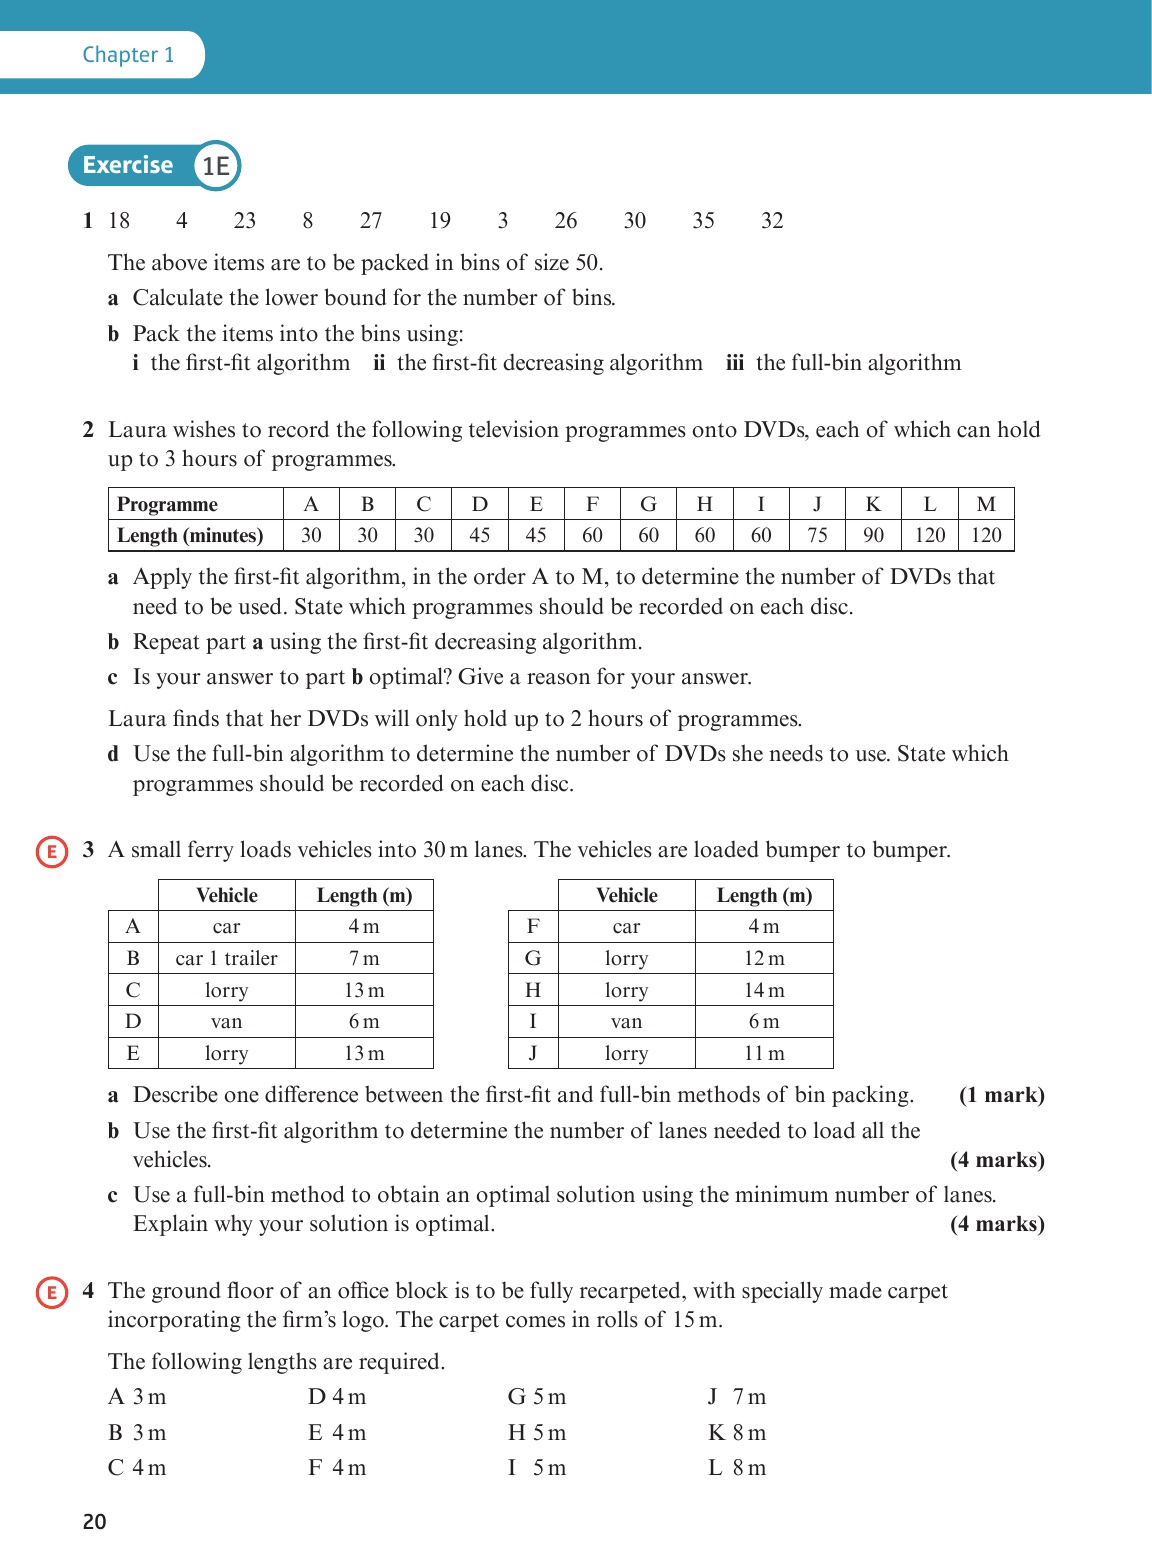 Chapter 1
Exercise 1E
1 18 4 23 8 27 19 3 26 30 35 32
The above items are to be packed in bins of size 50.
a Calculate the lower bound for the number of bins.
b Pack the items into the bins using:
i the first-fit algorithm ii the first-fit decreasing algorithm iii the full-bin algorithm
2 Laura wishes to record the following television programmes onto DVDs, each of which can hold
up to 3 hours of programmes.
Programme A B C D E F G H I J K L M
Length (minutes) 30 30 30 45 45 60 60 60 60 75 90 120 120
a Apply the first-fit algorithm, in the order A to M, to determine the number of DVDs that
need to be used. State which programmes should be recorded on each disc.
b Repeat part a using the first-fit decreasing algorithm.
c Is your answer to part b optimal? Give a reason for your answer.
Laura finds that her DVDs will only hold up to 2 hours of programmes.
d Use the full-bin algorithm to determine the number of DVDs she needs to use. State which
programmes should be recorded on each disc.
E 3 A small ferry loads vehicles into 30 m lanes. The vehicles are loaded bumper to bumper.
Vehicle Length (m) Vehicle Length (m)
A car 4 m F car 4 m
B car 1 trailer 7 m G lorry 12 m
C lorry 13 m H lorry 14 m
D van 6 m I van 6 m
E lorry 13 m J lorry 11 m
a Describe one difference between the first-fit and full-bin methods of bin packing. (1 mark)
b Use the first-fit algorithm to determine the number of lanes needed to load all the
vehicles. (4 marks)
c Use a full-bin method to obtain an optimal solution using the minimum number of lanes.
Explain why your solution is optimal. (4 marks)
E 4 The ground floor of an office block is to be fully recarpeted, with specially made carpet
incorporating the firm's logo. The carpet comes in rolls of 15 m.
The following lengths are required.
A 3 m D 4 m G 5 m J 7 m
B 3 m E 4 m H 5 m K 8 m
C 4 m F 4 m I 5 m L 8 m
20